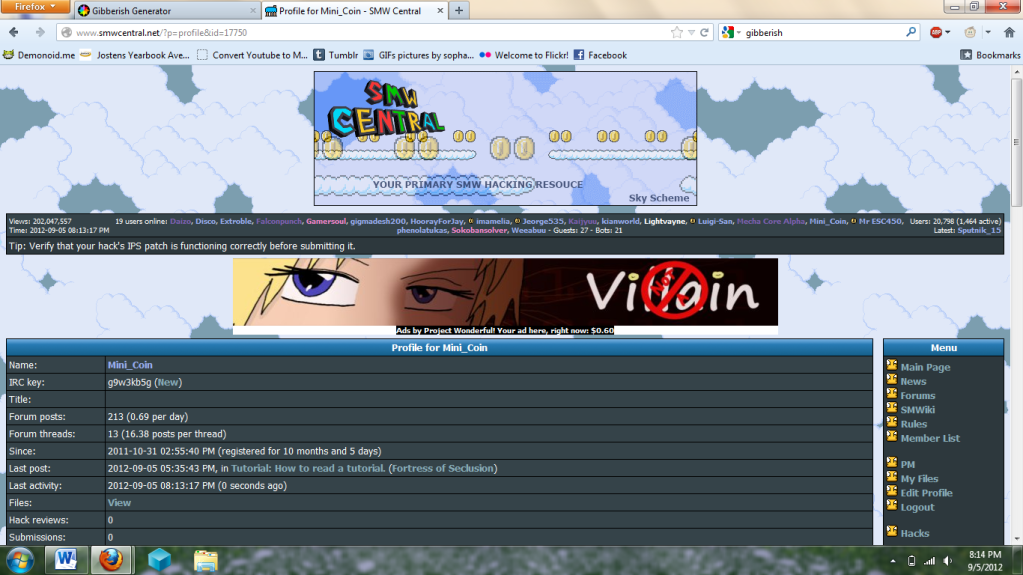 Firefox
Gibberish Generator
Profile for Mini_Coin - SMW Central
www.smwcentral.net/?p=profile&id=17750
gibberish
ABP
Demonoid.me
Jostens Yearbook Ave...
Convert Youtube to M...
Tumblr
GIFs pictures by sopha...
Welcome to Flickr!
Facebook
Bookmarks
SMW
CENTRAL
YOUR PRIMARY SMW HACKING RESOUCE
Sky Scheme
Views: 202,047,557
19 users online: Daizo, Disco, Extroble, Falconpunch, Gamersoul, gigmadesh200, HoorayForJay, imamelia, Jeorge535, Kaijyuu, kianworld, Lightvayne, Luigi-San, Mecha Core Alpha, Mini_Coin, Mr ESC450,
Users: 20,798 (1,464 active)
Time: 2012-09-05 08:13:17 PM
phenolatukas, Sokobansolver, Weeabuu - Guests: 27 - Bots: 21
Latest: Sputnik_15
Tip: Verify that your hack's IPS patch is functioning correctly before submitting it.
Villain
Not A
Ads by Project Wonderful! Your ad here, right now: $0.60
Profile for Mini_Coin
Name: Mini_Coin
IRC key: g9w3kb5g (New)
Title:
Forum posts: 213 (0.69 per day)
Forum threads: 13 (16.38 posts per thread)
Since: 2011-10-31 02:55:40 PM (registered for 10 months and 5 days)
Last post: 2012-09-05 05:35:43 PM, in Tutorial: How to read a tutorial. (Fortress of Seclusion)
Last activity: 2012-09-05 08:13:17 PM (0 seconds ago)
Files: View
Hack reviews: 0
Submissions: 0
Menu
Main Page
News
Forums
SMWiki
Rules
Member List
PM
My Files
Edit Profile
Logout
Hacks
8:14 PM
9/5/2012